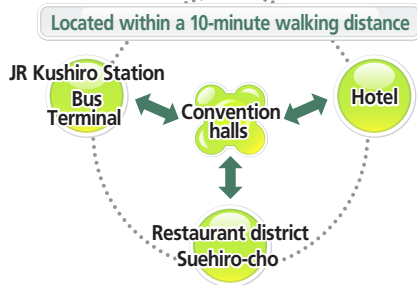 Located within a 10-minute walking distance
JR Kushiro Station
Bus
Terminal
Convention
halls
Hotel
Restaurant district
Suehiro-cho